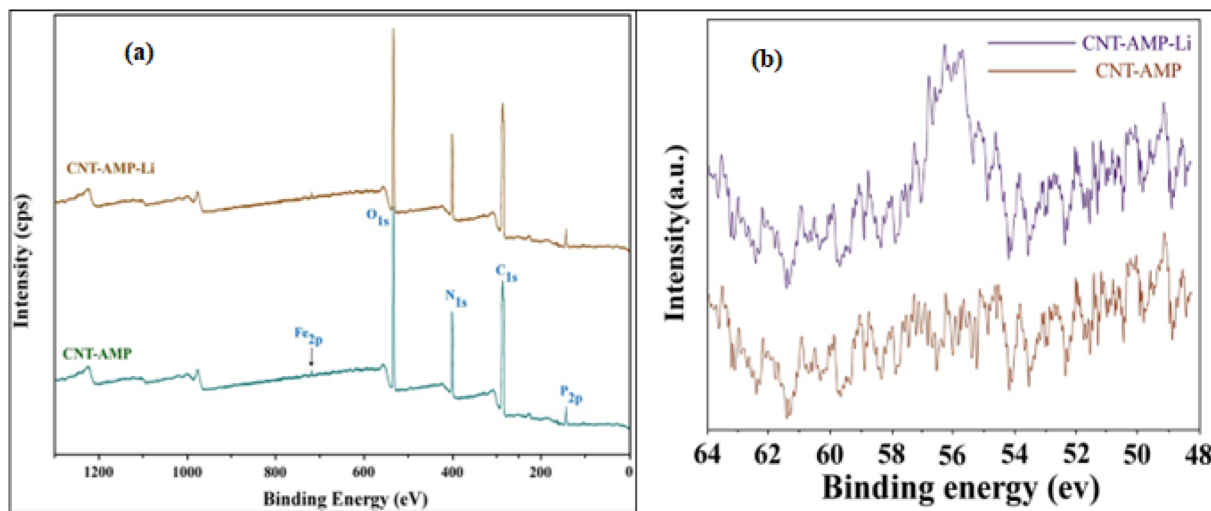 (a)
CNT-AMP-Li
O1s
C1s
N1s
Fe2p
CNT-AMP
P2p
Intensity (cps)
1200 1000 800 600 400 200 0
Binding Energy (eV)
(b)
CNT-AMP-Li
CNT-AMP
Intensity(a.u.)
64 62 60 58 56 54 52 50 48
Binding energy (ev)